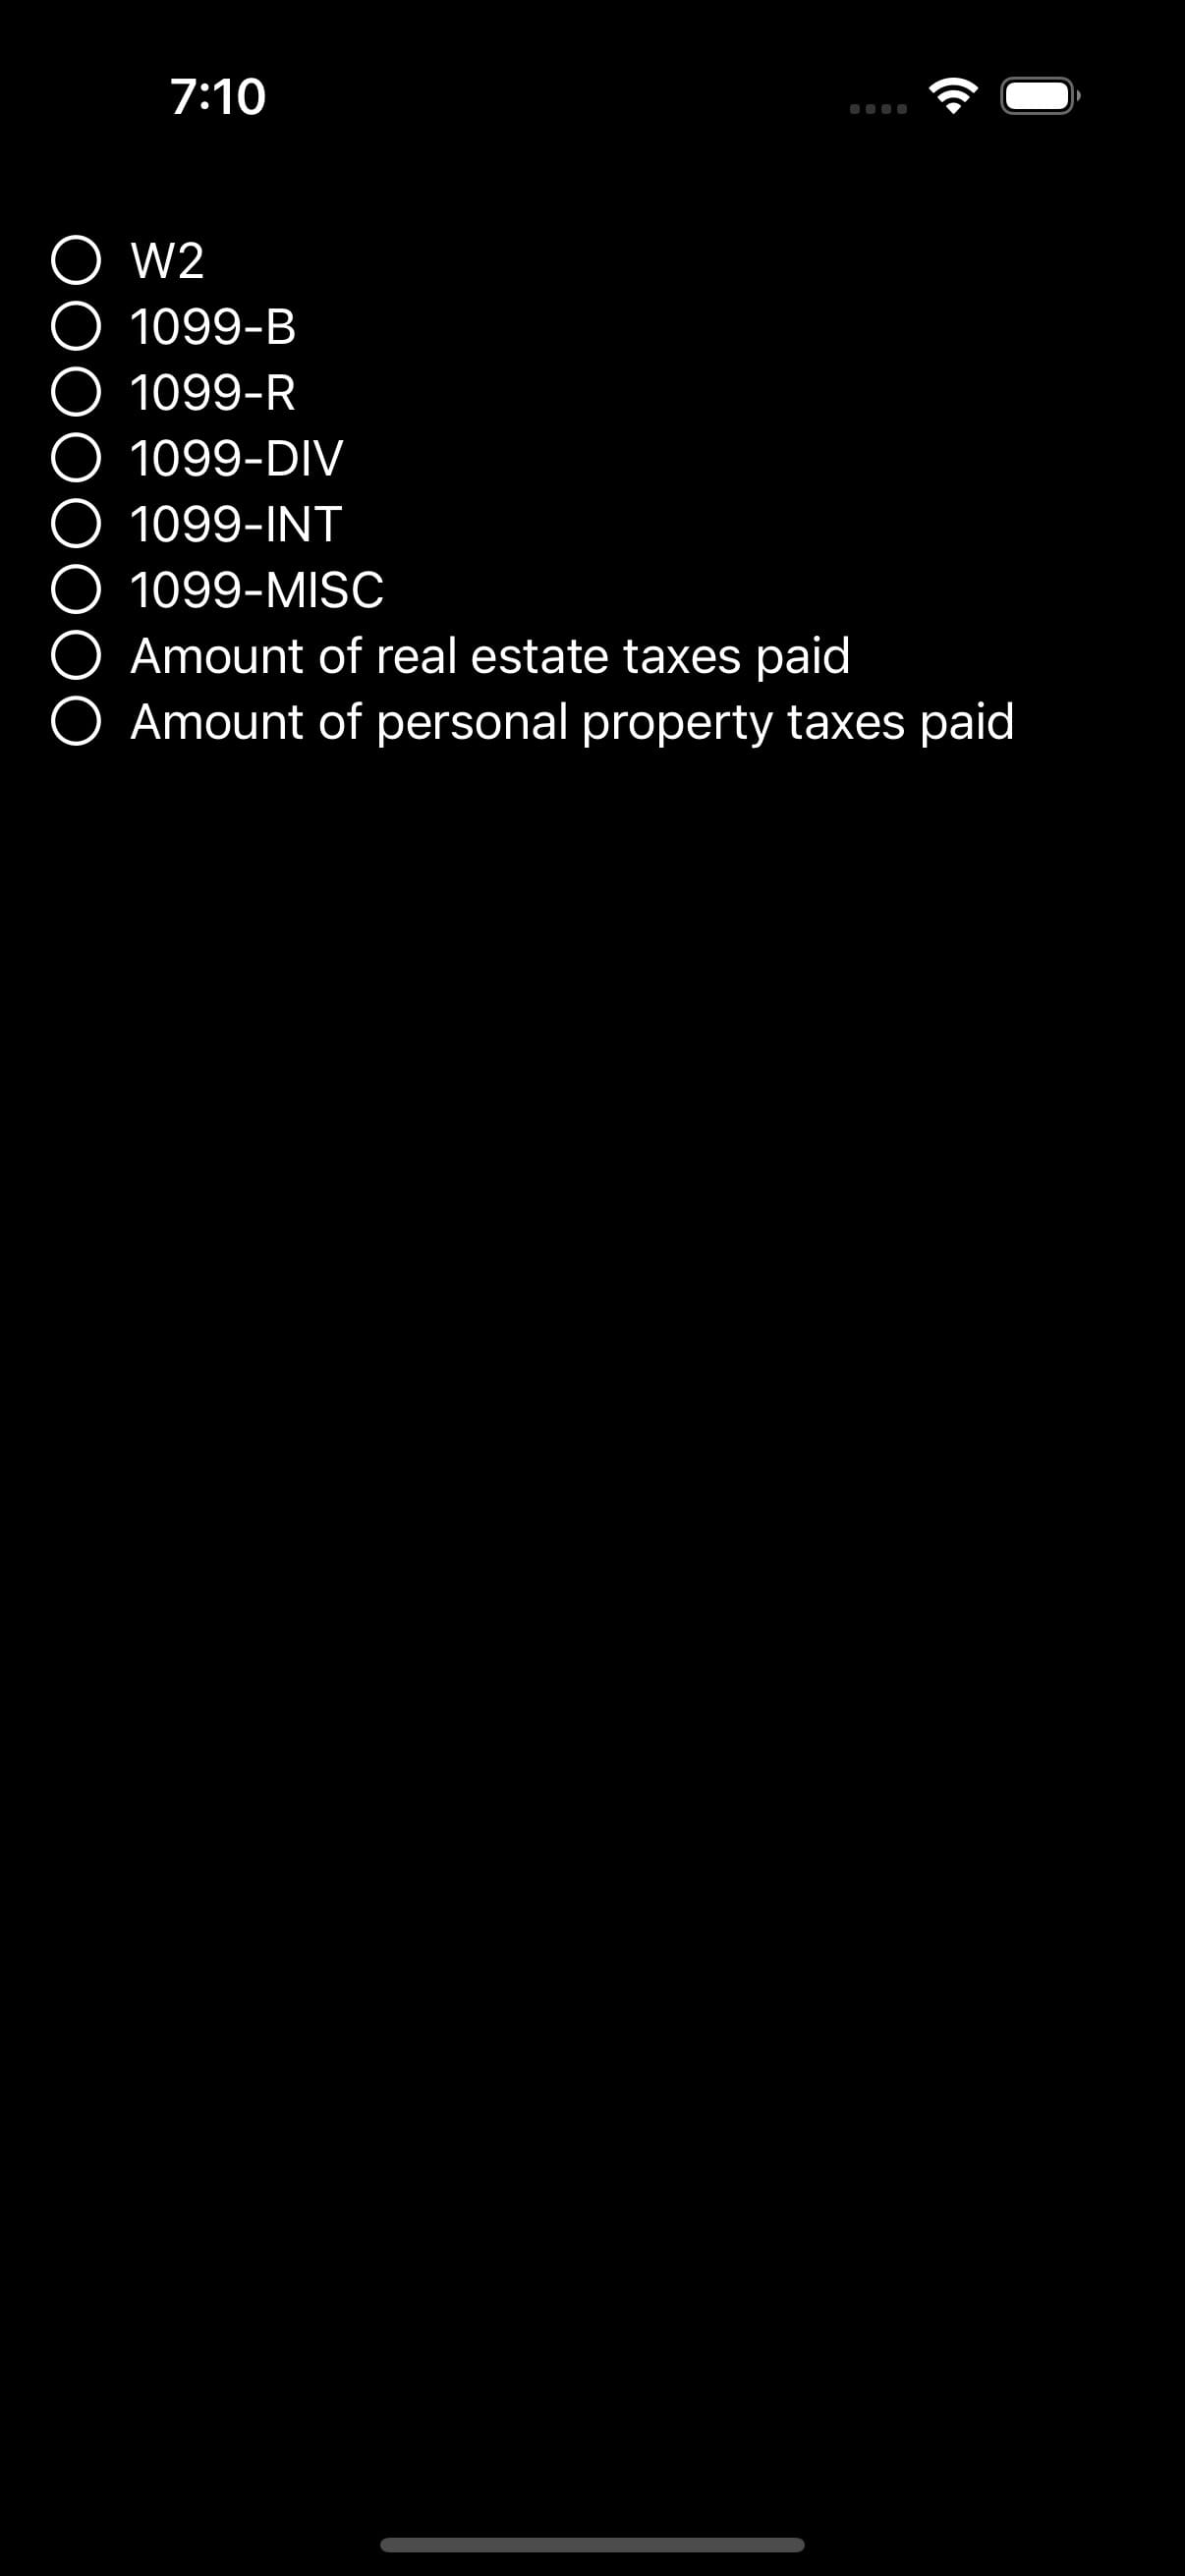 7:10
W2
1099-B
1099-R
1099-DIV
1099-INT
1099-MISC
Amount of real estate taxes paid
Amount of personal property taxes paid